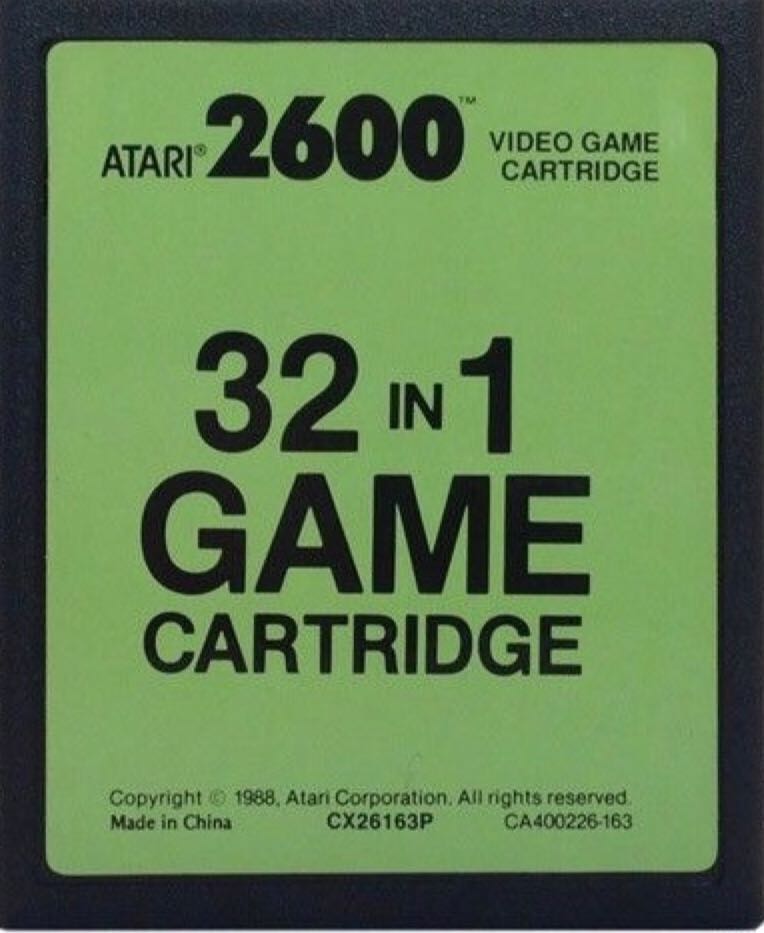 ATARI® 2600™ VIDEO GAME
CARTRIDGE
32 IN 1
GAME
CARTRIDGE
Copyright © 1988, Atari Corporation. All rights reserved.
Made in China CX26163P CA400226-163